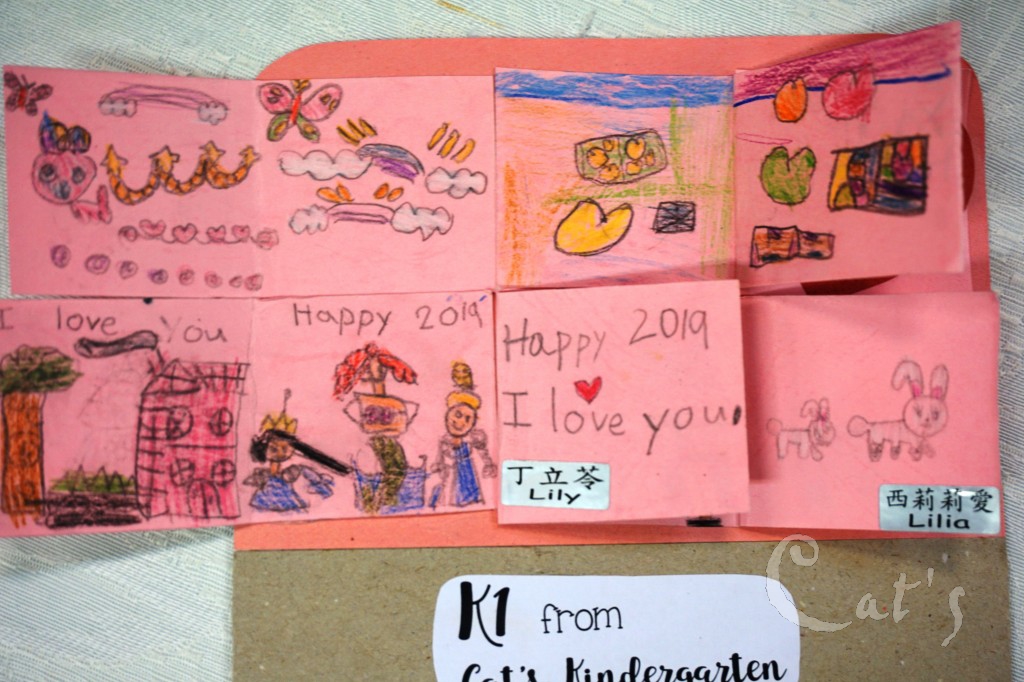 I love you
Happy 2019
Happy 2019
I love you.
丁立苓
Lily
西莉莉愛
Lilia
K1 from
Cat's Kindergarten
Cat's